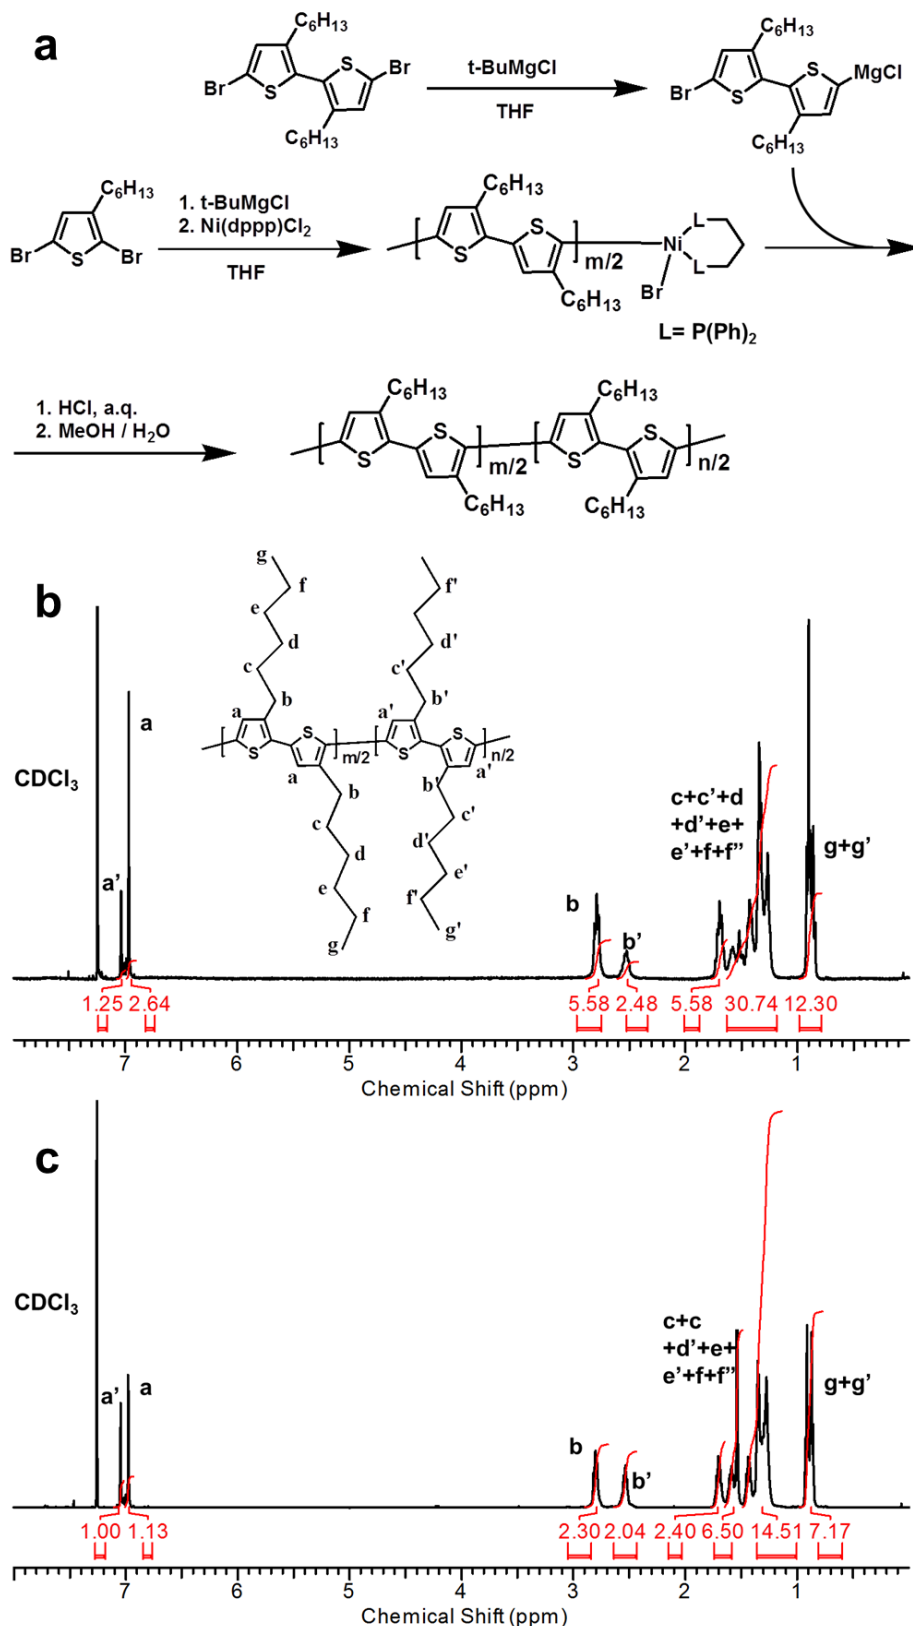 a
C6H13
Br
S
S
Br
C6H13
t-BuMgCl
THF
C6H13
Br
S
S
MgCl
C6H13
C6H13
Br
S
Br
1. t-BuMgCl
2. Ni(dppp)Cl2
THF
C6H13
S
S
m/2
C6H13
L
Ni
L
Br
L= P(Ph)2
1. HCl, a.q.
2. MeOH / H2O
C6H13
S
S
m/2
C6H13
C6H13
S
S
n/2
C6H13
b
g
f
e
d
c
b
a
S
S
m/2
a
b
c
d
e
f
g
f'
d'
c'
b'
a'
S
S
n/2
a'
b'
c'
d'
e'
f'
g'
CDCl3
a'
a
b
b'
c+c'+d
+d'+e+
e'+f+f''
g+g'
1.25 2.64 5.58 2.48 5.58 30.74 12.30
7 6 5 4 3 2 1
Chemical Shift (ppm)
c
CDCl3
a'
a
b
b'
c+c
+d'+e+
e'+f+f''
g+g'
1.00 1.13 2.30 2.04 2.40 6.50 14.51 7.17
7 6 5 4 3 2 1
Chemical Shift (ppm)